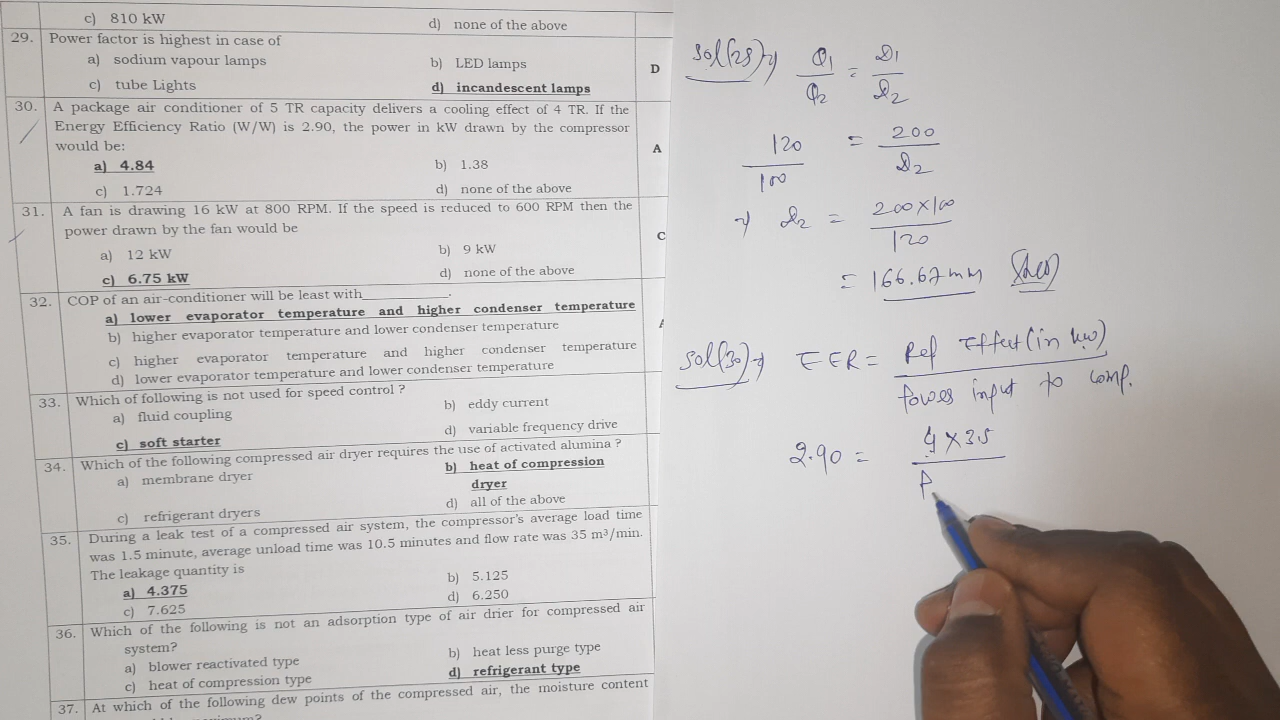 c) 810 kW
d) none of the above
29. Power factor is highest in case of
a) sodium vapour lamps
b) LED lamps
c) tube Lights
d) incandescent lamps
D
30. A package air conditioner of 5 TR capacity delivers a cooling effect of 4 TR. If the
Energy Efficiency Ratio (W/W) is 2.90, the power in kW drawn by the compressor
would be:
a) 4.84
b) 1.38
c) 1.724
d) none of the above
A
31. A fan is drawing 16 kW at 800 RPM. If the speed is reduced to 600 RPM then the
power drawn by the fan would be
a) 12 kW
b) 9 kW
c) 6.75 kW
d) none of the above
C
32. COP of an air-conditioner will be least with____________.
a) lower evaporator temperature and higher condenser temperature
b) higher evaporator temperature and lower condenser temperature
c) higher evaporator temperature and higher condenser temperature
d) lower evaporator temperature and lower condenser temperature
33. Which of following is not used for speed control ?
a) fluid coupling
b) eddy current
c) soft starter
d) variable frequency drive
34. Which of the following compressed air dryer requires the use of activated alumina ?
a) membrane dryer
b) heat of compression
dryer
c) refrigerant dryers
d) all of the above
35. During a leak test of a compressed air system, the compressor's average load time
was 1.5 minute, average unload time was 10.5 minutes and flow rate was 35 m³/min.
The leakage quantity is
a) 4.375
b) 5.125
c) 7.625
d) 6.250
36. Which of the following is not an adsorption type of air drier for compressed air
system?
a) blower reactivated type
b) heat less purge type
c) heat of compression type
d) refrigerant type
37. At which of the following dew points of the compressed air, the moisture content
Sol(28)
Q1 = D1
Q2 D2
120 = 200
100 D2
D2 = 200×100
120
= 166.67mm
Sol(30) EER = Ref Effect (in kW)
Power input to comp.
2.90 = 4×3.5
P